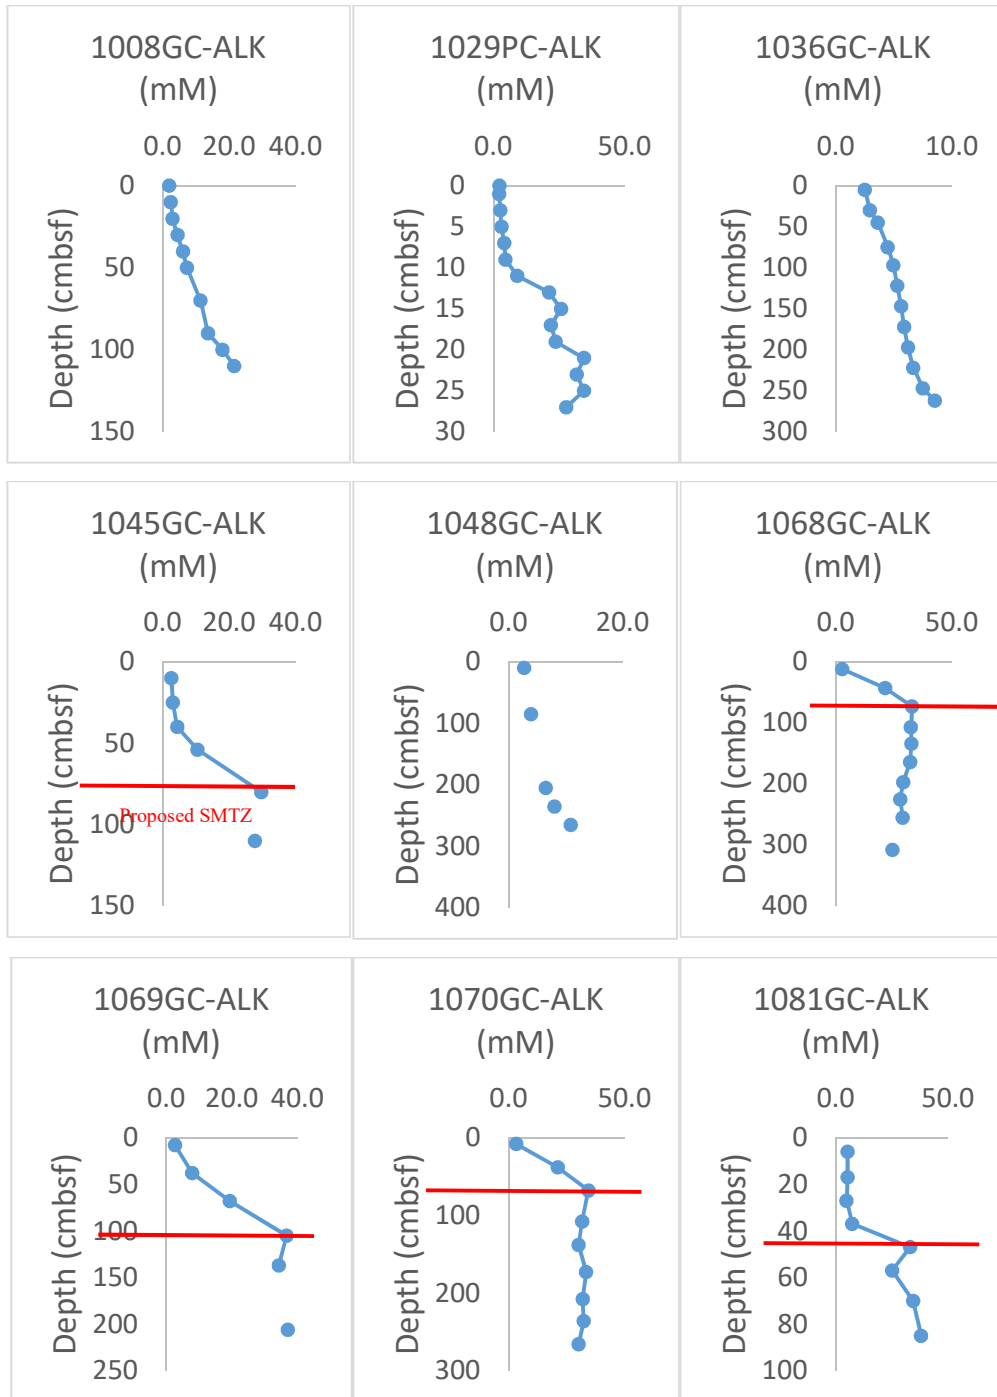 1008GC-ALK
(mM)
0.0 20.0 40.0
0
50
100
150
Depth (cmbsf)
1029PC-ALK
(mM)
0.0 50.0
0
5
10
15
20
25
30
Depth (cmbsf)
1036GC-ALK
(mM)
0.0 10.0
0
50
100
150
200
250
300
Depth (cmbsf)
1045GC-ALK
(mM)
0.0 20.0 40.0
0
50
100
150
Depth (cmbsf)
Proposed SMTZ
1048GC-ALK
(mM)
0.0 20.0
0
100
200
300
400
Depth (cmbsf)
1068GC-ALK
(mM)
0.0 50.0
0
100
200
300
400
Depth (cmbsf)
1069GC-ALK
(mM)
0.0 20.0 40.0
0
50
100
150
200
250
Depth (cmbsf)
1070GC-ALK
(mM)
0.0 50.0
0
100
200
300
Depth (cmbsf)
1081GC-ALK
(mM)
0.0 50.0
0
20
40
60
80
100
Depth (cmbsf)